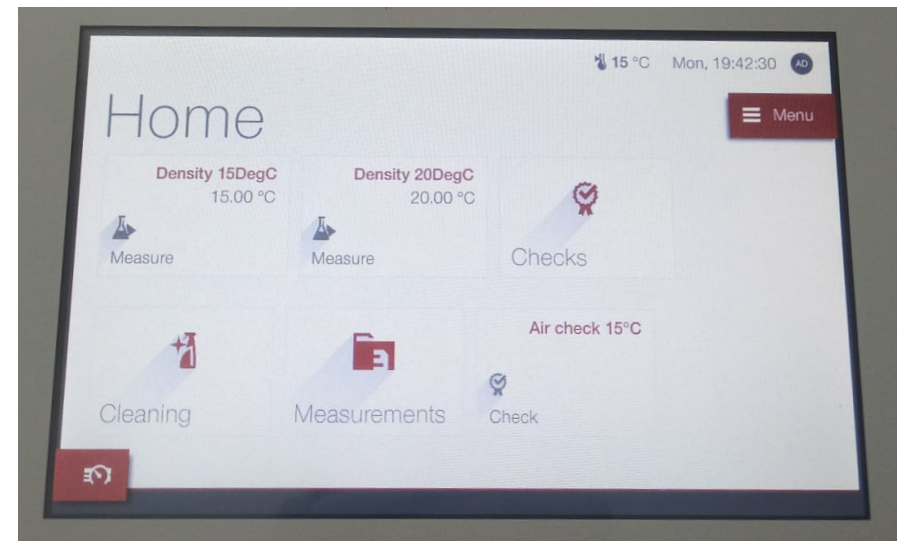 15 °C Mon, 19:42:30 AD
Home
Menu
Density 15DegC
15.00 °C
Measure
Density 20DegC
20.00 °C
Measure
Checks
Cleaning
Measurements
Air check 15°C
Check